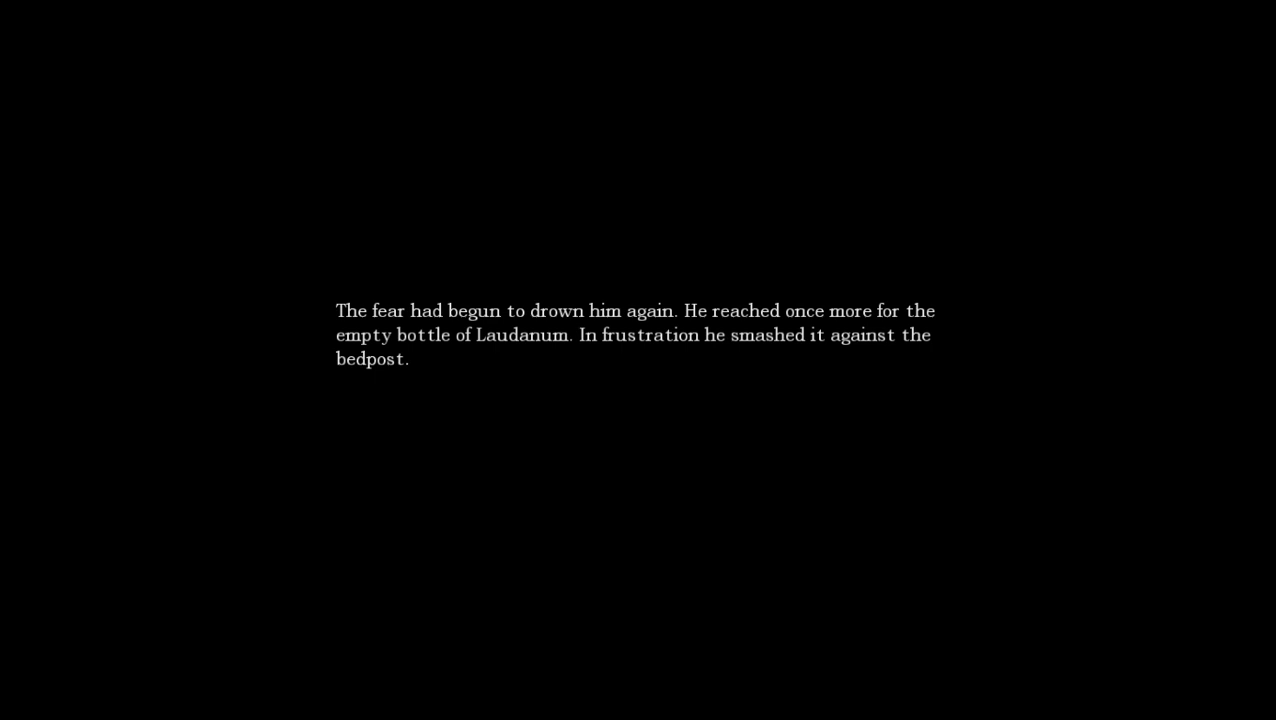 The fear had begun to drown him again. He reached once more for the
empty bottle of Laudanum. In frustration he smashed it against the
bedpost.